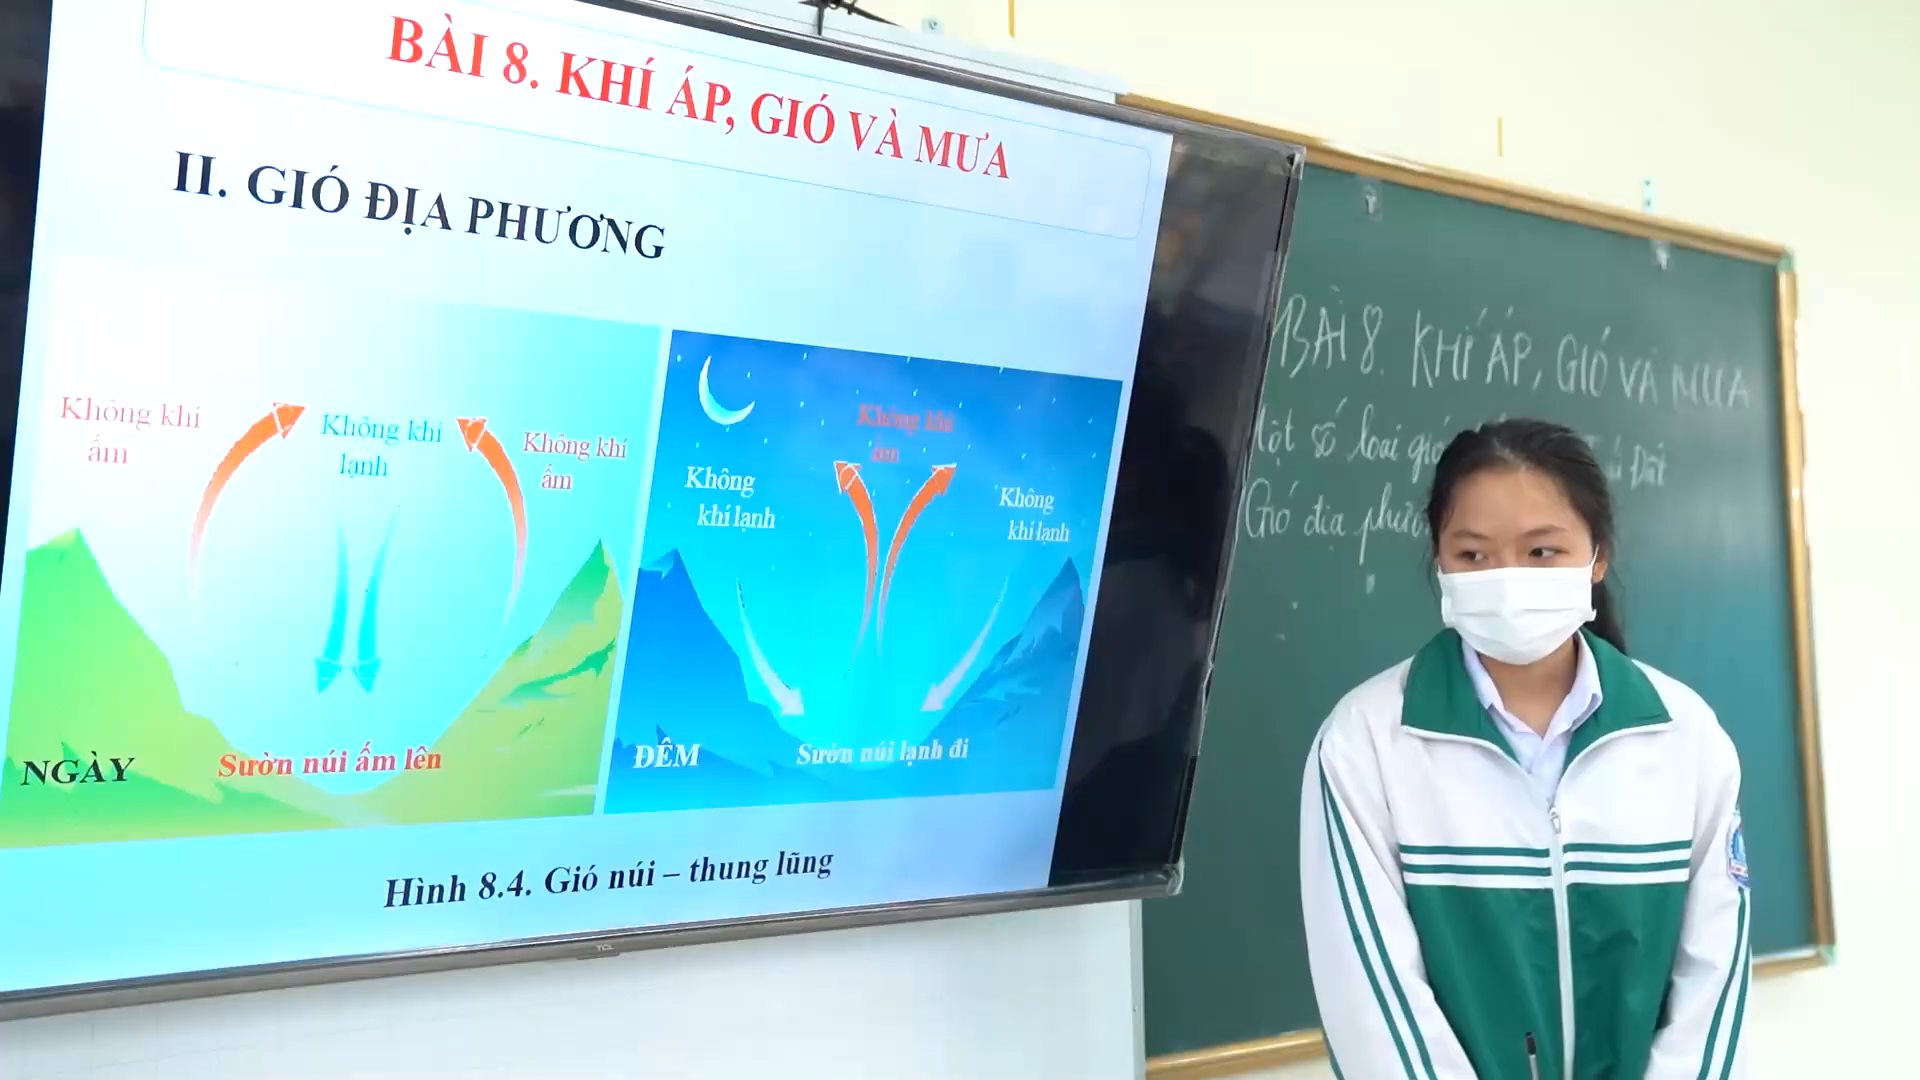 BÀI 8. KHÍ ÁP, GIÓ VÀ MƯA
II. GIÓ ĐỊA PHƯƠNG
Không khí
ấm
Không khí
lạnh
Không khí
ấm
NGÀY
Sườn núi ấm lên
Không khí
ấm
Không
khí lạnh
Không
khí lạnh
ĐÊM
Sườn núi lạnh đi
Hình 8.4. Gió núi – thung lũng
TCL
BÀI 8. KHÍ ÁP, GIÓ VÀ MƯA
số loại gió
Đất
Gió địa